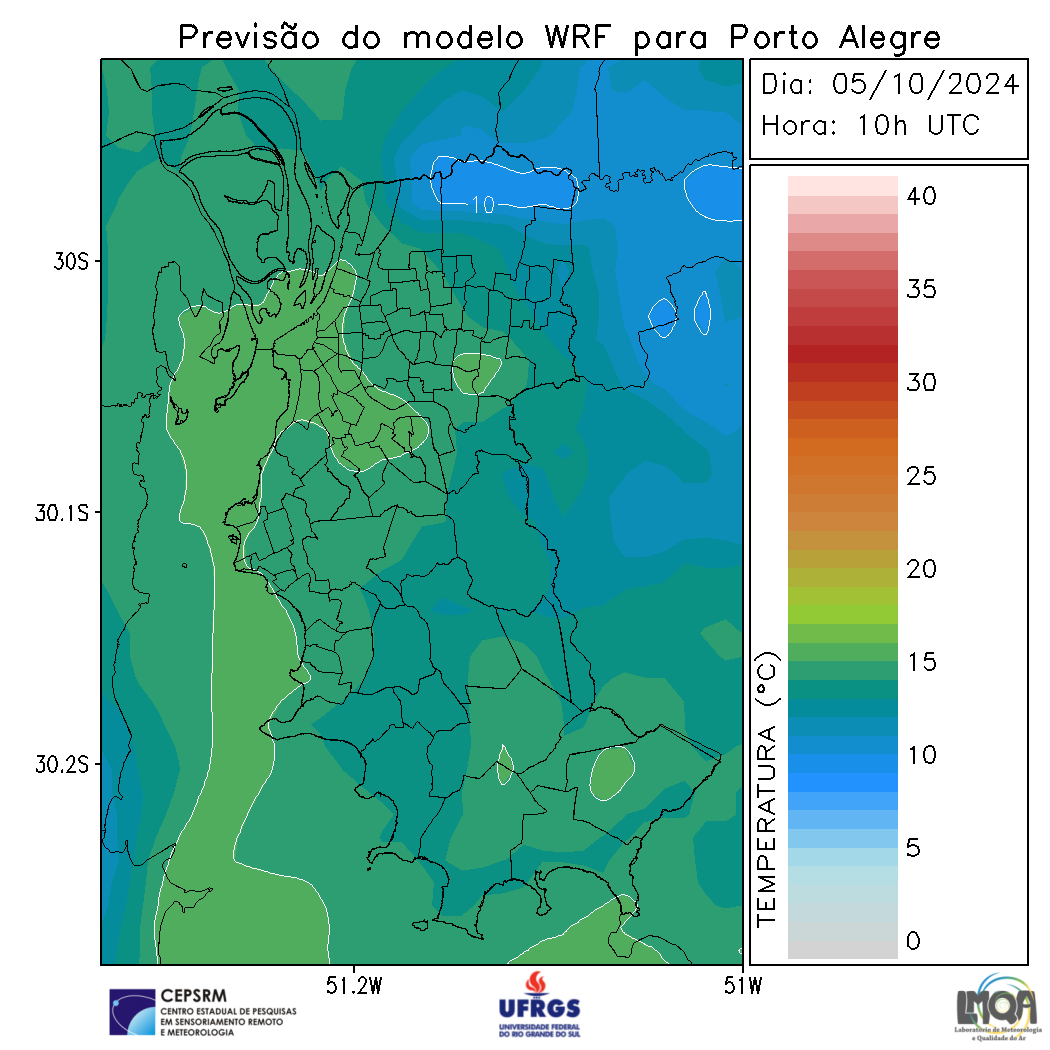 Previsão do modelo WRF para Porto Alegre
Dia: 05/10/2024
Hora: 10h UTC
10
30S
30.1S
30.2S
51.2W
51W
40
35
30
25
20
15
10
5
0
TEMPERATURA (°C)
CEPSRM
CENTRO ESTADUAL DE PESQUISAS
EM SENSORIAMENTO REMOTO
E METEOROLOGIA
UFRGS
UNIVERSIDADE FEDERAL
DO RIO GRANDE DO SUL
LMQA
Laboratório de Meteorologia
e Qualidade do Ar